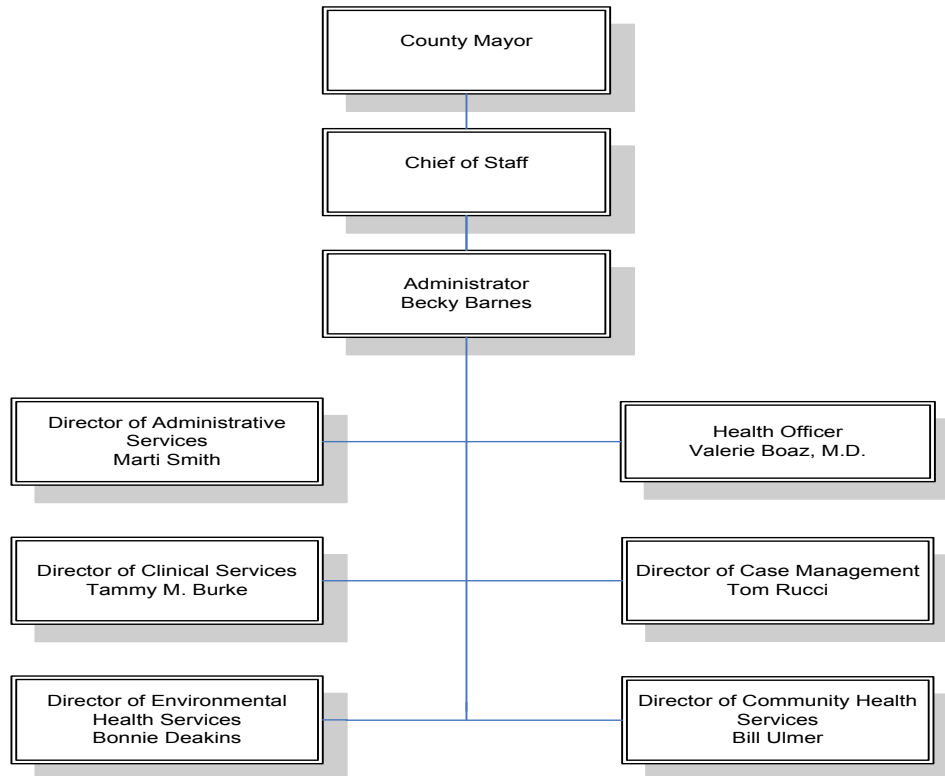 County Mayor
Chief of Staff
Administrator
Becky Barnes
Director of Administrative
Services
Marti Smith
Health Officer
Valerie Boaz, M.D.
Director of Clinical Services
Tammy M. Burke
Director of Case Management
Tom Rucci
Director of Environmental
Health Services
Bonnie Deakins
Director of Community Health
Services
Bill Ulmer